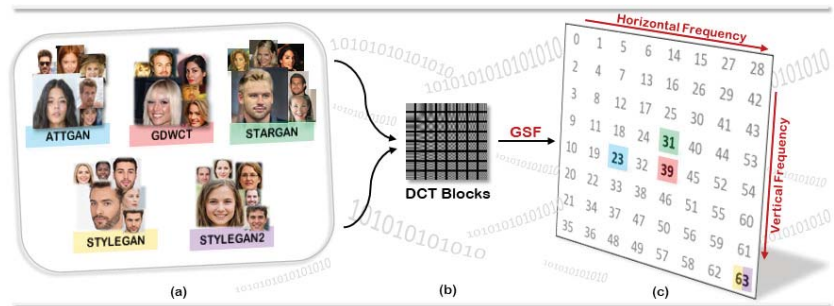 Horizontal Frequency
0 1 5 6 14 15 27 28
2 4 7 13 16 26 29 42
3 8 12 17 25 30 41 43
9 11 18 24 31 40 44 53
10 19 23 32 39 45 52 54
20 22 33 38 46 51 55 60
21 34 37 47 50 56 59 61
35 36 48 49 57 58 62 63
Vertical Frequency
ATTGAN
GDWCT
STARGAN
STYLEGAN
STYLEGAN2
DCT Blocks
GSF
(a)
(b)
(c)